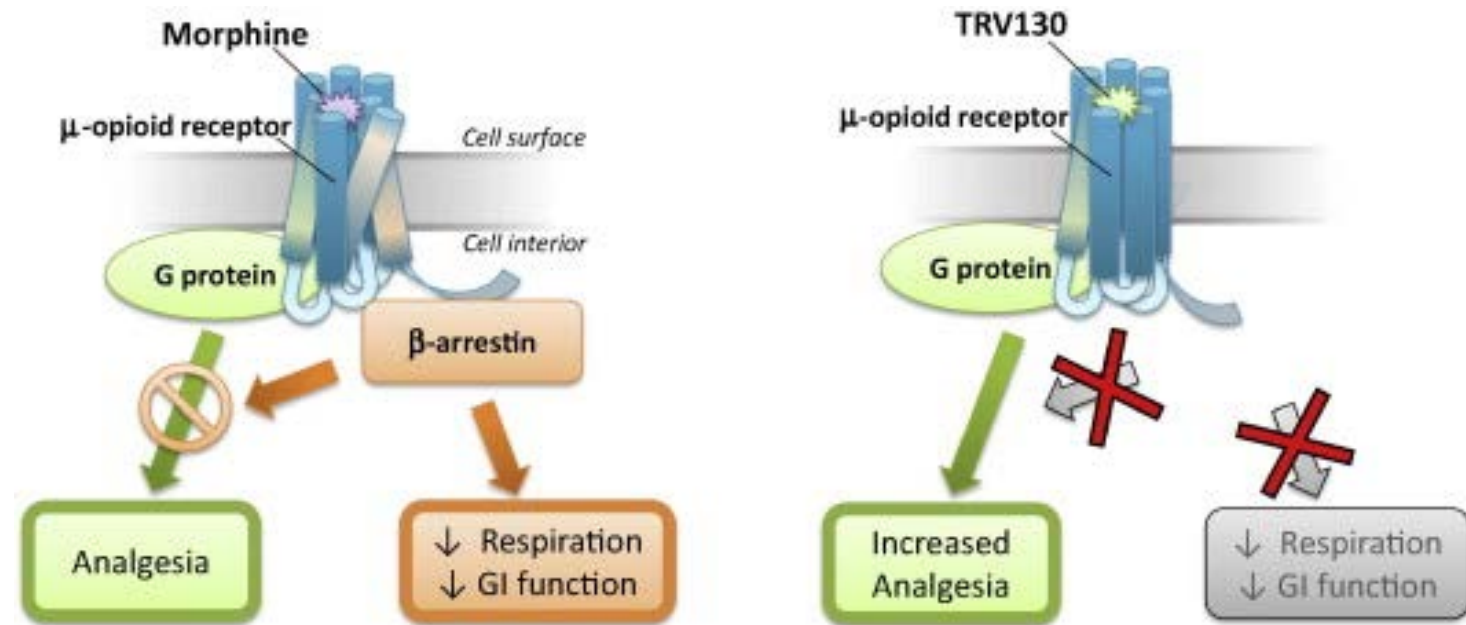 Morphine
μ-opioid receptor
Cell surface
Cell interior
G protein
β-arrestin
Analgesia
↓ Respiration
↓ GI function
TRV130
μ-opioid receptor
G protein
Increased
Analgesia
↓ Respiration
↓ GI function